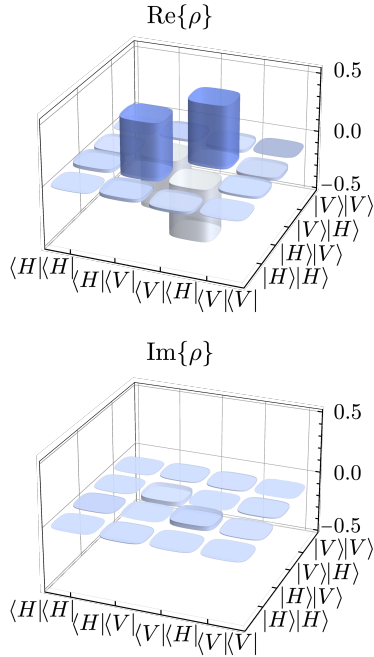 Re{ρ}
0.5
0.0
−0.5
|V⟩|V⟩
|V⟩|H⟩
|H⟩|V⟩
|H⟩|H⟩
⟨H|⟨H|
⟨H|⟨V|
⟨V|⟨H|
⟨V|⟨V|
Im{ρ}
0.5
0.0
−0.5
|V⟩|V⟩
|V⟩|H⟩
|H⟩|V⟩
|H⟩|H⟩
⟨H|⟨H|
⟨H|⟨V|
⟨V|⟨H|
⟨V|⟨V|